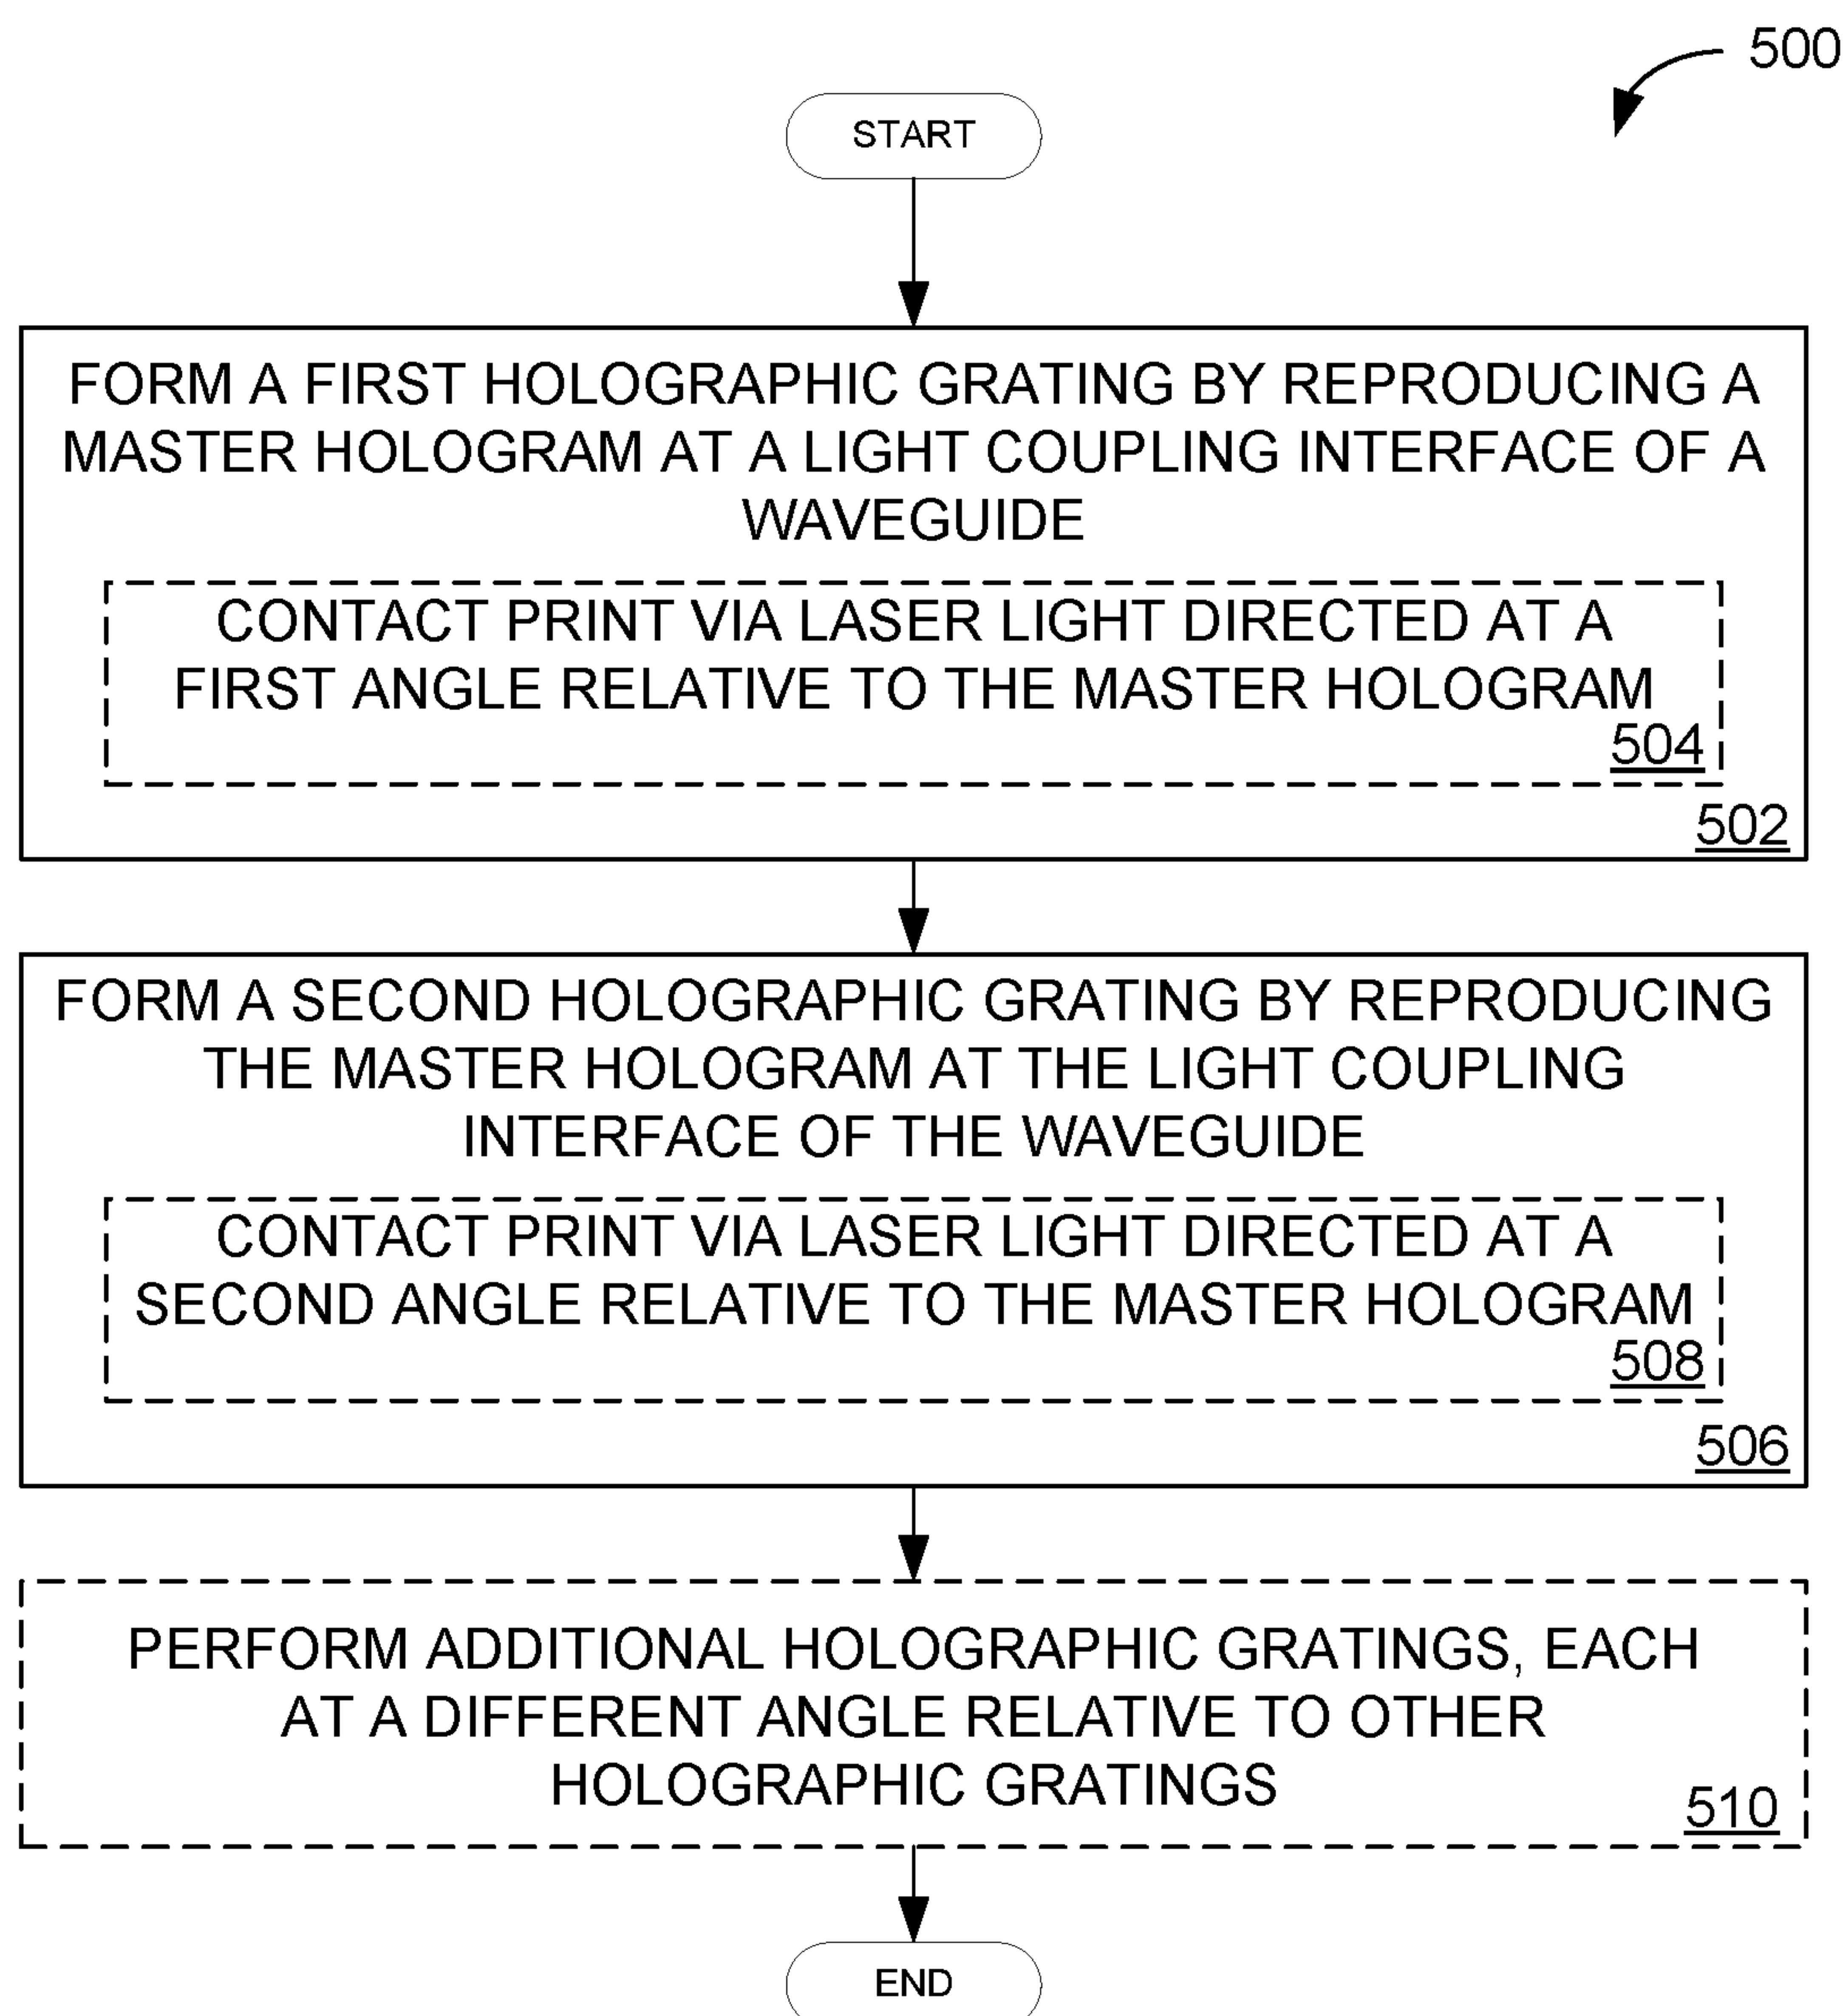 500
START
FORM A FIRST HOLOGRAPHIC GRATING BY REPRODUCING A
MASTER HOLOGRAM AT A LIGHT COUPLING INTERFACE OF A
WAVEGUIDE
CONTACT PRINT VIA LASER LIGHT DIRECTED AT A
FIRST ANGLE RELATIVE TO THE MASTER HOLOGRAM
504
502
FORM A SECOND HOLOGRAPHIC GRATING BY REPRODUCING
THE MASTER HOLOGRAM AT THE LIGHT COUPLING
INTERFACE OF THE WAVEGUIDE
CONTACT PRINT VIA LASER LIGHT DIRECTED AT A
SECOND ANGLE RELATIVE TO THE MASTER HOLOGRAM
508
506
PERFORM ADDITIONAL HOLOGRAPHIC GRATINGS, EACH
AT A DIFFERENT ANGLE RELATIVE TO OTHER
HOLOGRAPHIC GRATINGS
510
END